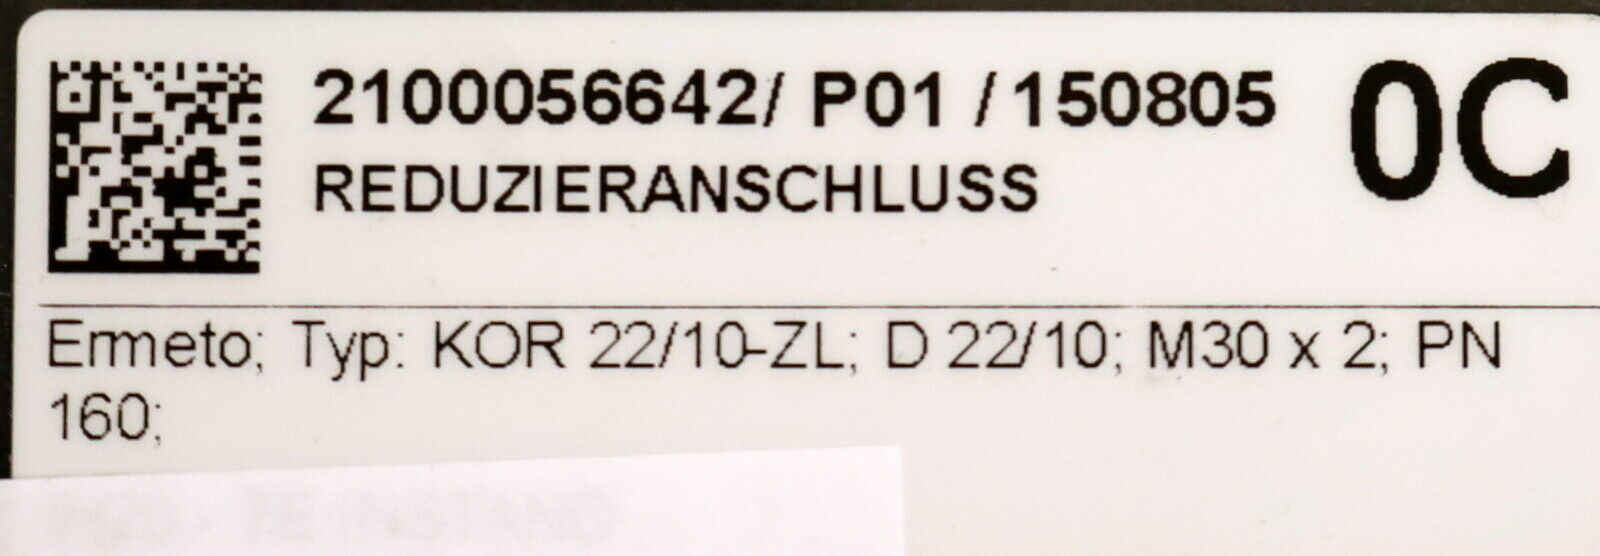 2100056642/ P01 / 150805
0C
REDUZIERANSCHLUSS
Ermeto; Typ: KOR 22/10-ZL; D 22/10; M30 x 2; PN
160;